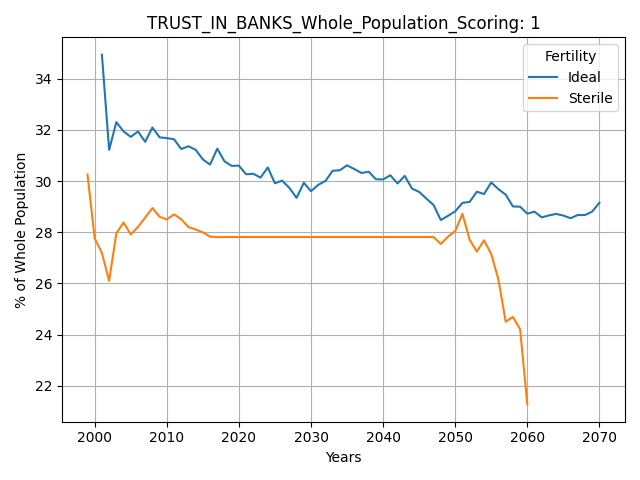 TRUST_IN_BANKS_Whole_Population_Scoring: 1
Fertility
Ideal
Sterile
% of Whole Population
34
32
30
28
26
24
22
2000 2010 2020 2030 2040 2050 2060 2070
Years